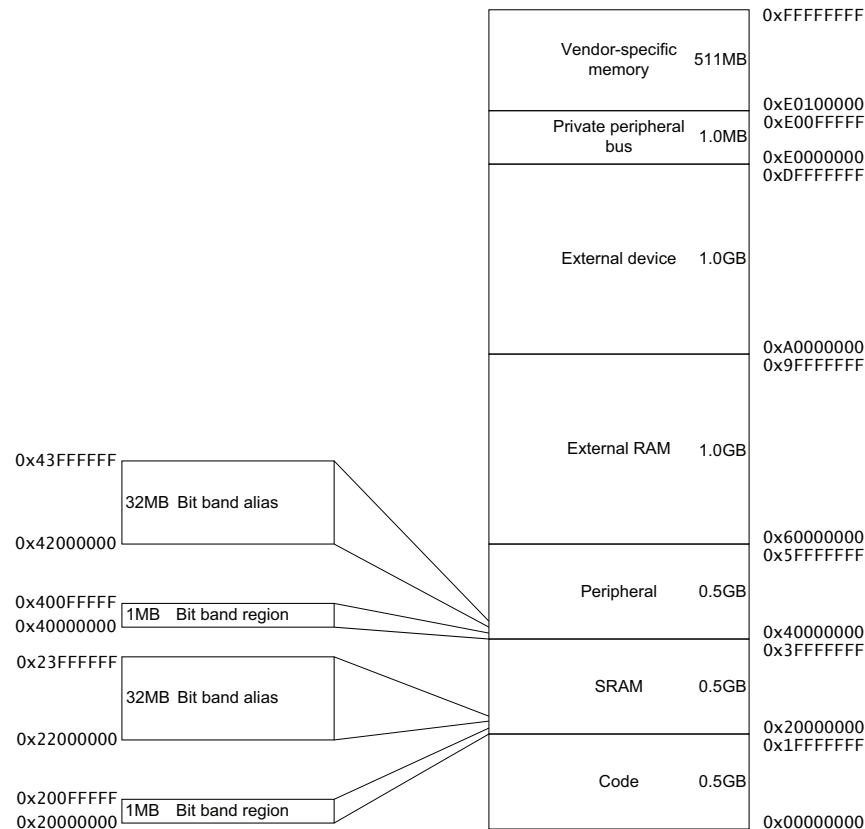 0xFFFFFFFF
Vendor-specific
memory
511MB
0xE0100000
0xE00FFFFF
Private peripheral
bus
1.0MB
0xE0000000
0xDFFFFFFF
External device 1.0GB
0xA0000000
0x9FFFFFFF
External RAM 1.0GB
0x60000000
0x5FFFFFFF
Peripheral 0.5GB
0x40000000
0x3FFFFFFF
SRAM 0.5GB
0x20000000
0x1FFFFFFF
Code 0.5GB
0x00000000
0x43FFFFFF
32MB Bit band alias
0x42000000
0x400FFFFF
1MB Bit band region
0x40000000
0x23FFFFFF
32MB Bit band alias
0x22000000
0x200FFFFF
1MB Bit band region
0x20000000